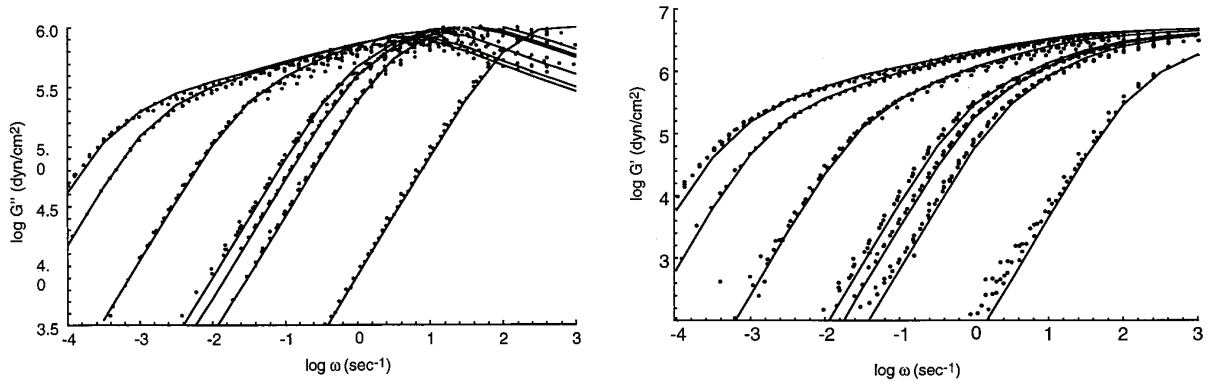 6.0
5.5
5.
0
4.5
4.
0
3.5
-4 -3 -2 -1 0 1 2 3
log G'' (dyn/cm2)
log ω (sec-1)
7
6
5
4
3
-4 -3 -2 -1 0 1 2 3
log G' (dyn/cm2)
log ω (sec-1)